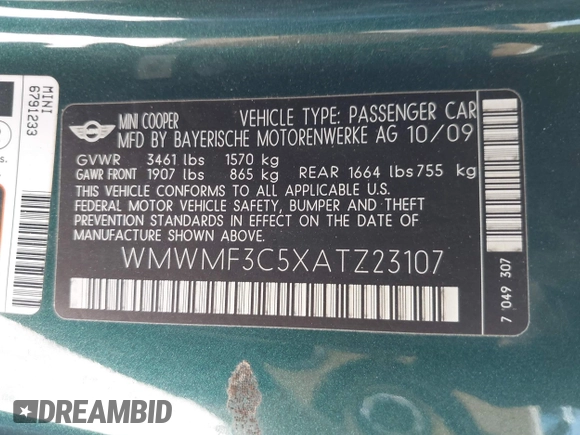 MINI
6791233
s.
MINI COOPER
VEHICLE TYPE: PASSENGER CAR
MFD BY BAYERISCHE MOTORENWERKE AG 10/09
GVWR 3461 lbs 1570 kg
GAWR FRONT 1907 lbs 865 kg REAR 1664 lbs 755 kg
THIS VEHICLE CONFORMS TO ALL APPLICABLE U.S.
FEDERAL MOTOR VEHICLE SAFETY, BUMPER AND THEFT
PREVENTION STANDARDS IN EFFECT ON THE DATE OF
MANUFACTURE SHOWN ABOVE.
WMWMF3C5XATZ23107
7 049 307
DREAMBID